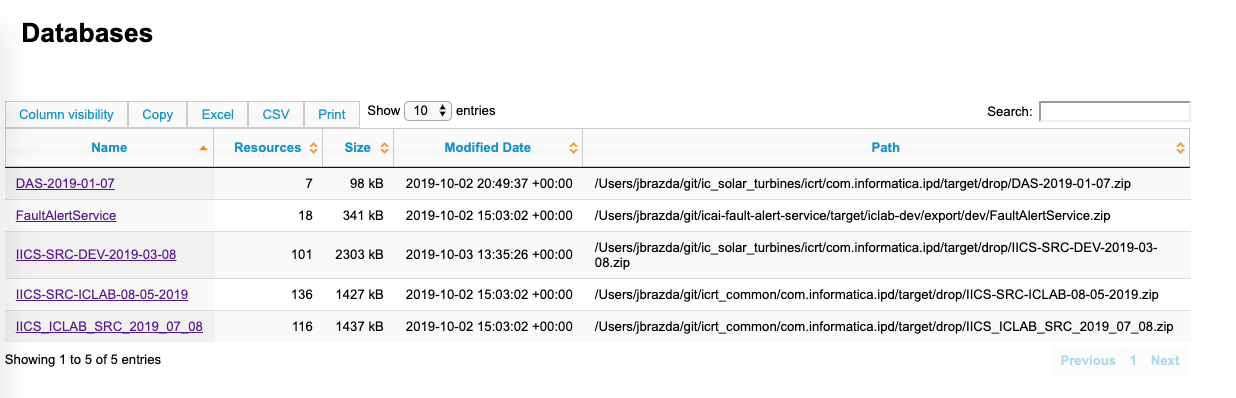 Databases
Column visibility Copy Excel CSV Print Show 10 entries Search:
Name Resources Size Modified Date Path
DAS-2019-01-07 7 98 kB 2019-10-02 20:49:37 +00:00 /Users/jbrazda/git/ic_solar_turbines/icrt/com.informatica.ipd/target/drop/DAS-2019-01-07.zip
FaultAlertService 18 341 kB 2019-10-02 15:03:02 +00:00 /Users/jbrazda/git/icai-fault-alert-service/target/iclab-dev/export/dev/FaultAlertService.zip
IICS-SRC-DEV-2019-03-08 101 2303 kB 2019-10-03 13:35:26 +00:00 /Users/jbrazda/git/ic_solar_turbines/icrt/com.informatica.ipd/target/drop/IICS-SRC-DEV-2019-03-
08.zip
IICS-SRC-ICLAB-08-05-2019 136 1427 kB 2019-10-02 15:03:02 +00:00 /Users/jbrazda/git/icrt_common/com.informatica.ipd/target/drop/IICS-SRC-ICLAB-08-05-2019.zip
IICS_ICLAB_SRC_2019_07_08 116 1437 kB 2019-10-02 15:03:02 +00:00 /Users/jbrazda/git/icrt_common/com.informatica.ipd/target/drop/IICS_ICLAB_SRC_2019_07_08.zip
Showing 1 to 5 of 5 entries Previous 1 Next